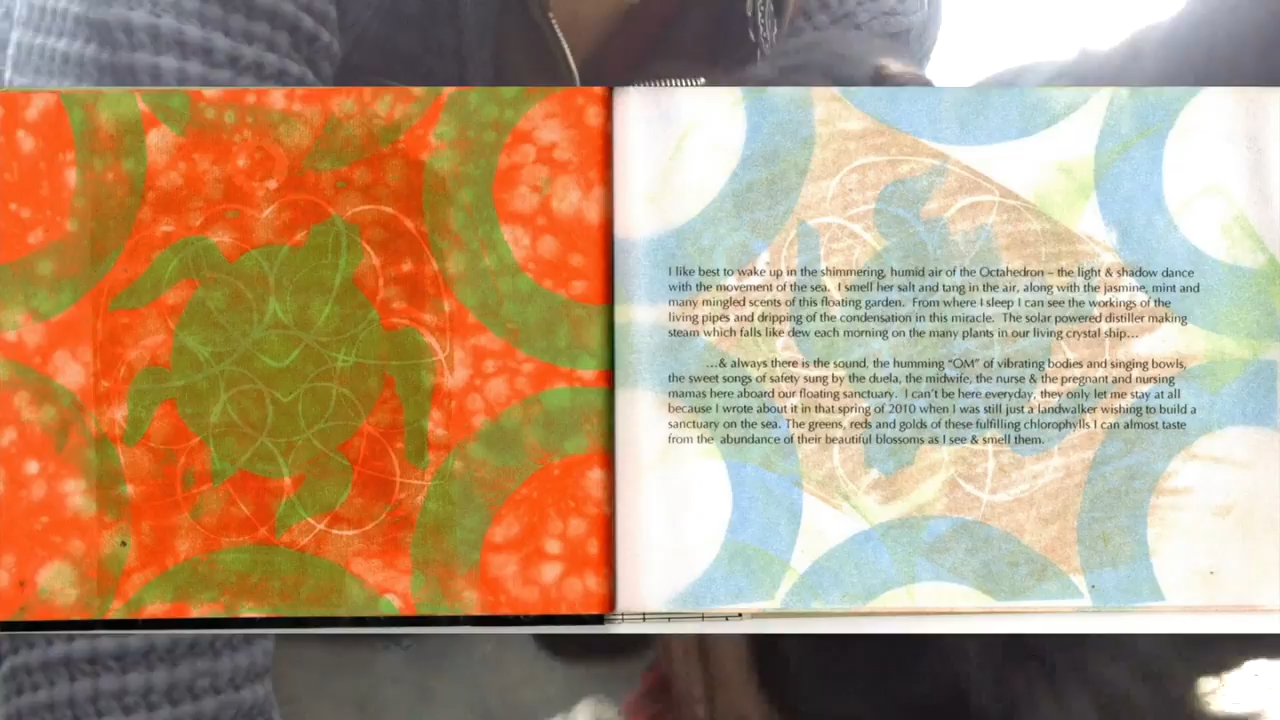 I like best to wake up in the shimmering, humid air of the Octahedron – the light & shadow dance
with the movement of the sea. I smell her salt and tang in the air, along with the jasmine, mint and
many mingled scents of this floating garden. From where I sleep I can see the workings of the
living pipes and dripping of the condensation in this miracle. The solar powered distiller making
steam which falls like dew each morning on the many plants in our living crystal ship...
...& always there is the sound, the humming “OM” of vibrating bodies and singing bowls,
the sweet songs of safety sung by the duela, the midwife, the nurse & the pregnant and nursing
mamas here aboard our floating sanctuary. I can't be here everyday, they only let me stay at all
because I wrote about it in that spring of 2010 when I was still just a landwalker wishing to build a
sanctuary on the sea. The greens, reds and golds of these fulfilling chlorophylls I can almost taste
from the abundance of their beautiful blossoms as I see & smell them.